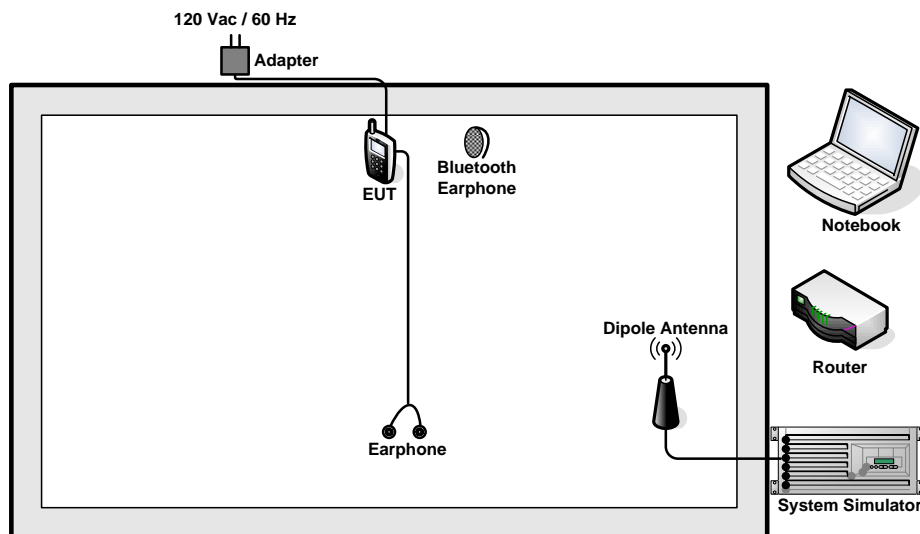 120 Vac / 60 Hz
Adapter
EUT
Bluetooth
Earphone
Notebook
Dipole Antenna
Router
Earphone
System Simulator